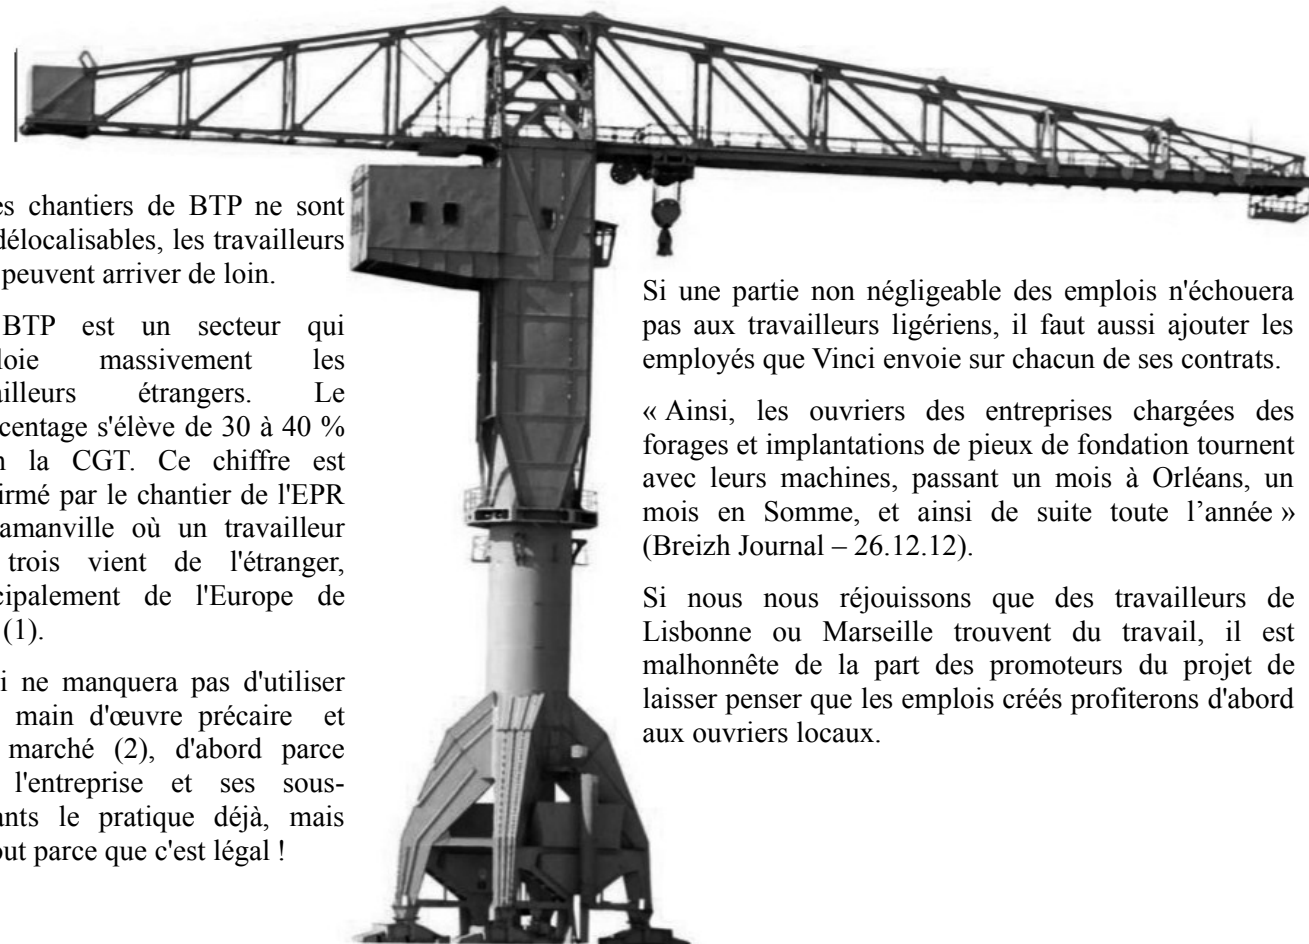 es chantiers de BTP ne sont
délocalisables, les travailleurs
peuvent arriver de loin.
BTP est un secteur qui
loie massivement les
ailleurs étrangers. Le
centage s'élève de 30 à 40 %
n la CGT. Ce chiffre est
irmé par le chantier de l'EPR
amanville où un travailleur
trois vient de l'étranger,
cipalement de l'Europe de
(1).
i ne manquera pas d'utiliser
main d'œuvre précaire et
marché (2), d'abord parce
l'entreprise et ses sous-
ants le pratique déjà, mais
out parce que c'est légal !
Si une partie non négligeable des emplois n'échouera
pas aux travailleurs ligériens, il faut aussi ajouter les
employés que Vinci envoie sur chacun de ses contrats.
« Ainsi, les ouvriers des entreprises chargées des
forages et implantations de pieux de fondation tournent
avec leurs machines, passant un mois à Orléans, un
mois en Somme, et ainsi de suite toute l’année »
(Breizh Journal – 26.12.12).
Si nous nous réjouissons que des travailleurs de
Lisbonne ou Marseille trouvent du travail, il est
malhonnête de la part des promoteurs du projet de
laisser penser que les emplois créés profiterons d'abord
aux ouvriers locaux.